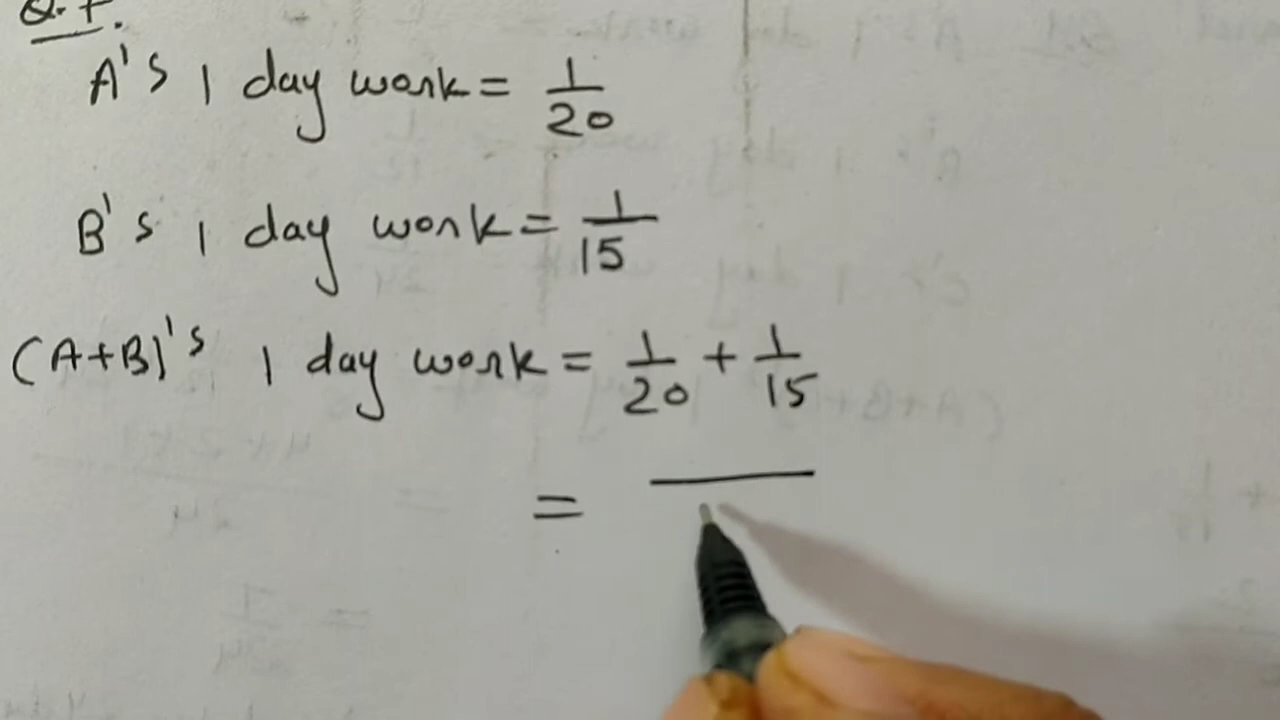 A's 1 day work = 1/20
B's 1 day work = 1/15
(A+B)'s 1 day work = 1/20 + 1/15
=